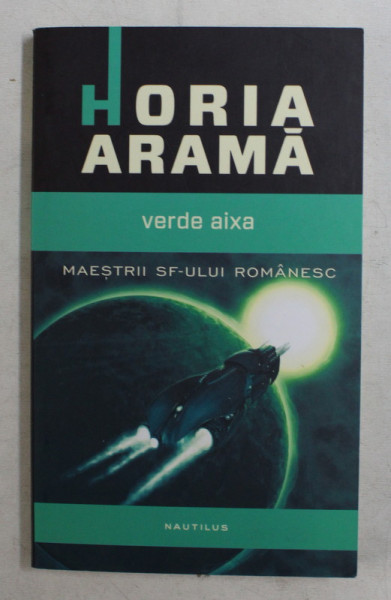 HORIA
ARAMĂ
verde aixa
MAEȘTRII SF-ULUI ROMÂNESC
NAUTILUS